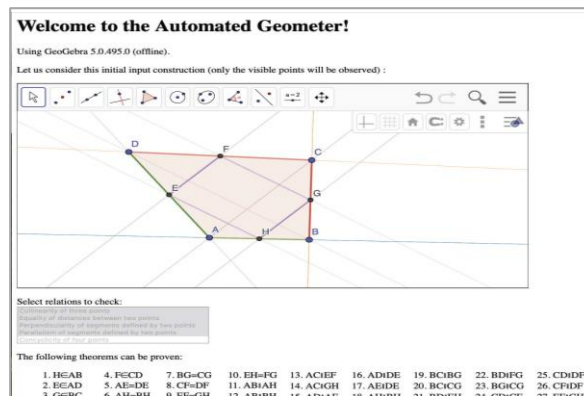 Welcome to the Automated Geometer!
Using GeoGebra 5.0.495.0 (offline).
Let us consider this initial input construction (only the visible points will be observed) :
a=2
D
F
C
E
G
A
H
B
Select relations to check:
Collinearity of three points
Equality of distances between two points
Perpendicularity of segments defined by two points
Parallelism of segments defined by two points
Concyclicity of four points
The following theorems can be proven:
1. H∈AB 4. F∈CD 7. BG=CG 10. EH=FG 13. AC∥EF 16. AD∥DE 19. BC∥BG 22. BD∥FG 25. CD∥DF
2. E∈AD 5. AE=DE 8. CF=DF 11. AB∥AH 14. AC∥GH 17. AE∥DE 20. BC∥CG 23. BG∥CG 26. CF∥DF